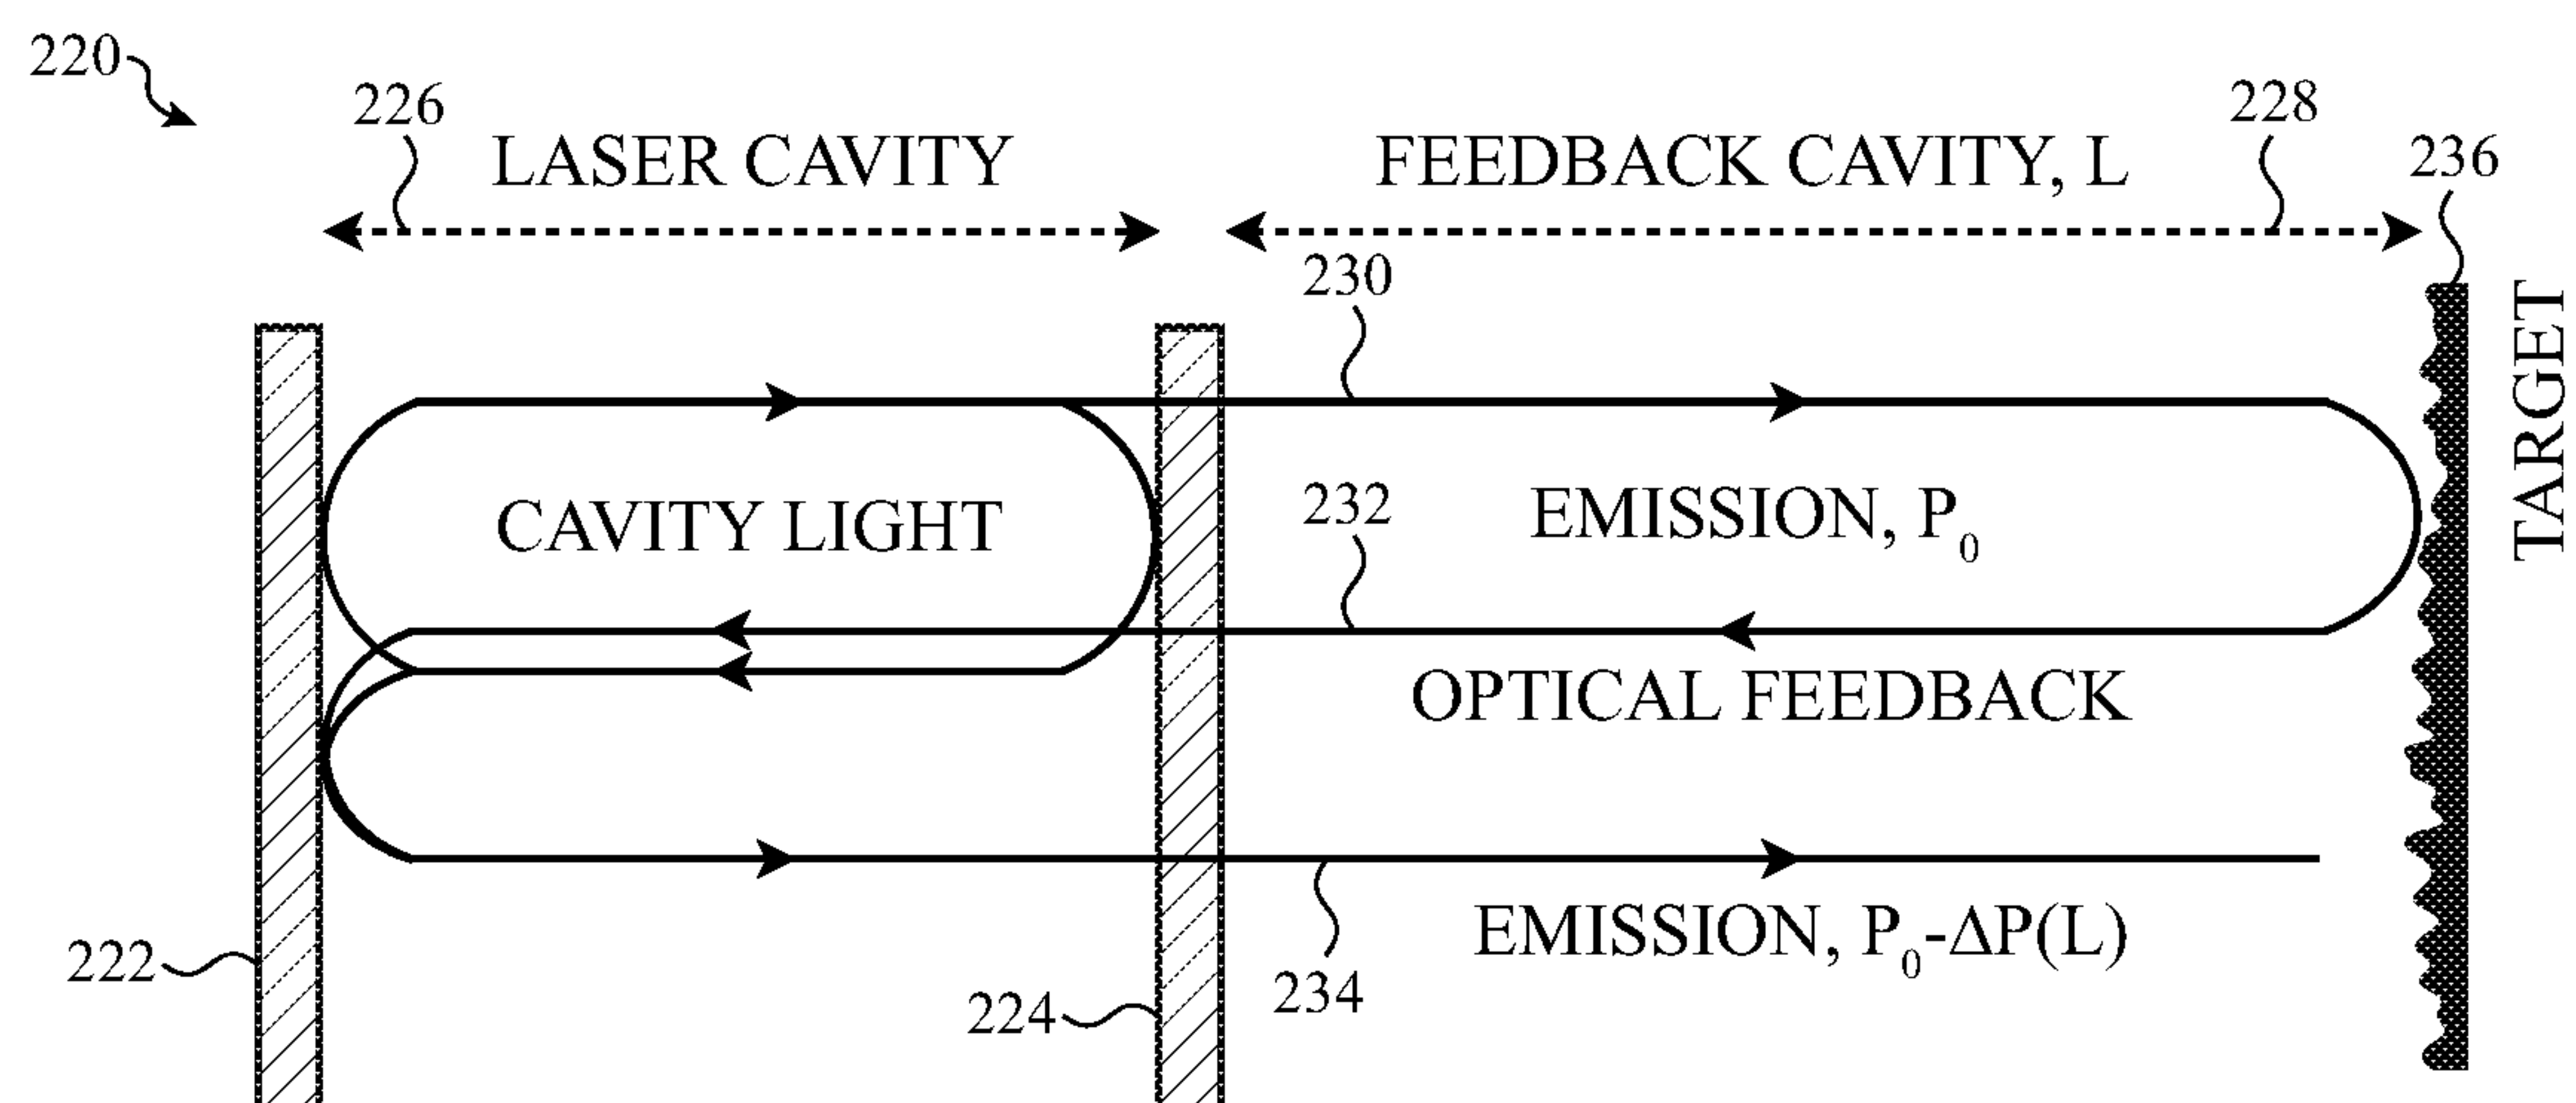 220
226
228
LASER CAVITY
FEEDBACK CAVITY, L
236
230
TARGET
CAVITY LIGHT
232
EMISSION, P₀
OPTICAL FEEDBACK
222
224
234
EMISSION, P₀-ΔP(L)